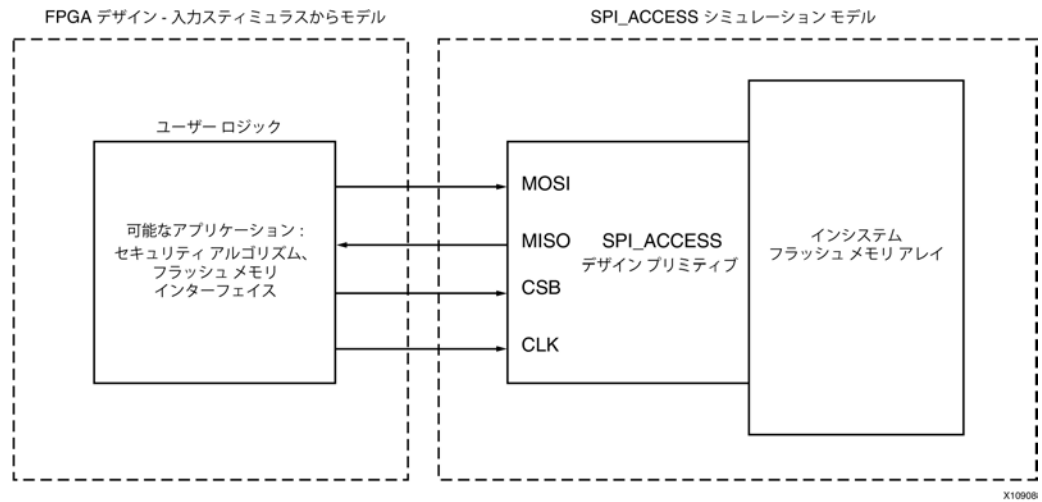 FPGA デザイン - 入力スティミュラスからモデル
SPI_ACCESS シミュレーション モデル
ユーザー ロジック
可能なアプリケーション :
セキュリティ アルゴリズム、
フラッシュ メモリ
インターフェイス
MOSI
MISO
CSB
CLK
SPI_ACCESS
デザイン プリミティブ
インシステム
フラッシュ メモリ アレイ